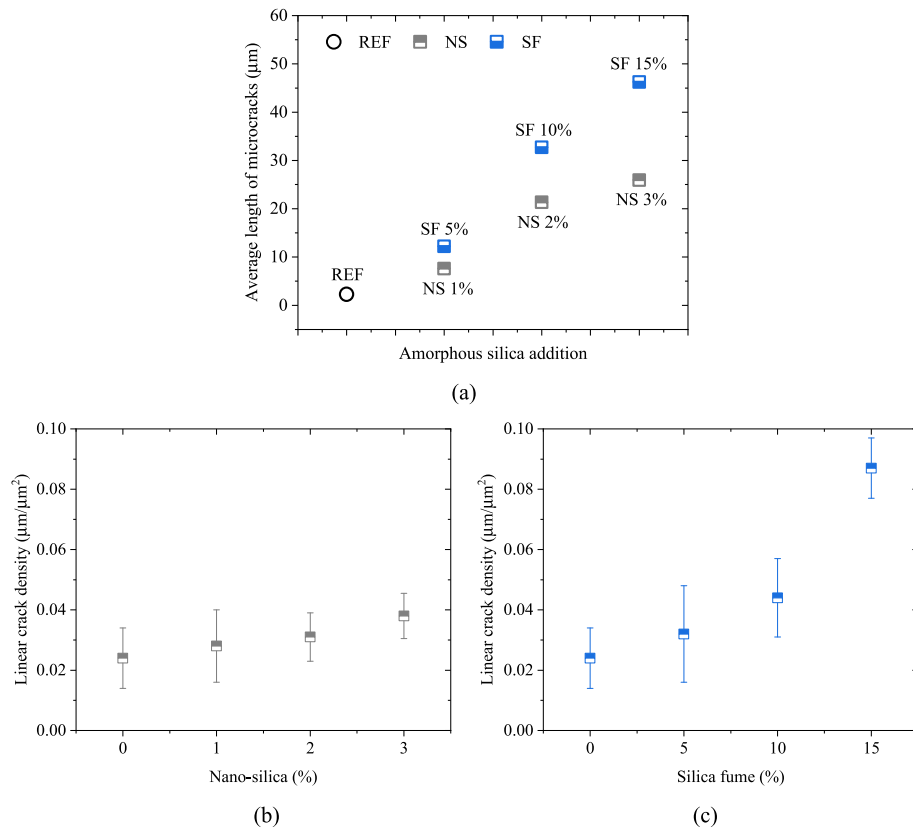 REF NS SF
Average length of microcracks (μm)
60
50
40
30
20
10
0
SF 15%
SF 10%
NS 3%
NS 2%
SF 5%
REF
NS 1%
Amorphous silica addition
(a)
Linear crack density (μm/μm²)
0.10
0.08
0.06
0.04
0.02
0.00
0 1 2 3
Nano-silica (%)
(b)
Linear crack density (μm/μm²)
0.10
0.08
0.06
0.04
0.02
0.00
0 5 10 15
Silica fume (%)
(c)